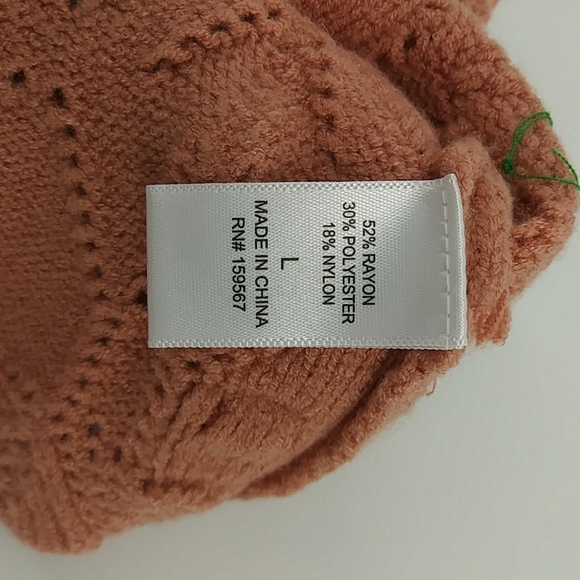 52% RAYON
30% POLYESTER
18% NYLON
L
MADE IN CHINA
RN# 159567